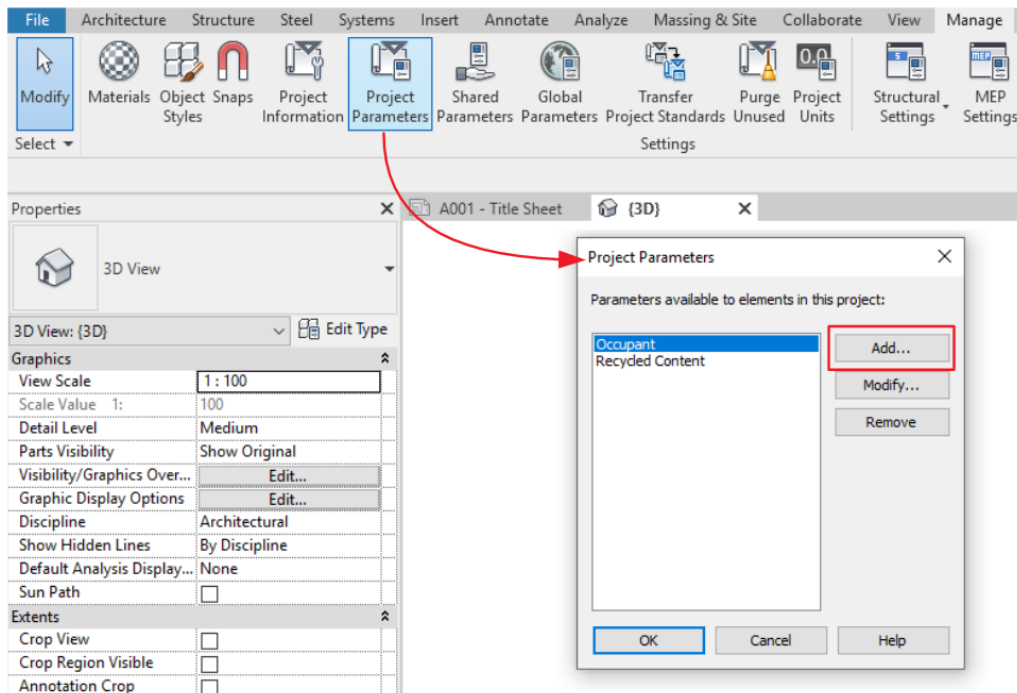 File Architecture Structure Steel Systems Insert Annotate Analyze Massing & Site Collaborate View Manage
Modify Materials Object Styles Snaps Project Information Project Parameters Shared Parameters Global Parameters Transfer Project Standards Purge Unused Project Units Structural Settings MEP Settings
Select Settings
Properties
A001 - Title Sheet
{3D}
3D View
3D View: {3D}
Edit Type
Graphics
View Scale 1 : 100
Scale Value 1: 100
Detail Level Medium
Parts Visibility Show Original
Visibility/Graphics Over... Edit...
Graphic Display Options Edit...
Discipline Architectural
Show Hidden Lines By Discipline
Default Analysis Display... None
Sun Path
Extents
Crop View
Crop Region Visible
Annotation Crop
Project Parameters
Parameters available to elements in this project:
Occupant
Recycled Content
Add...
Modify...
Remove
OK Cancel Help